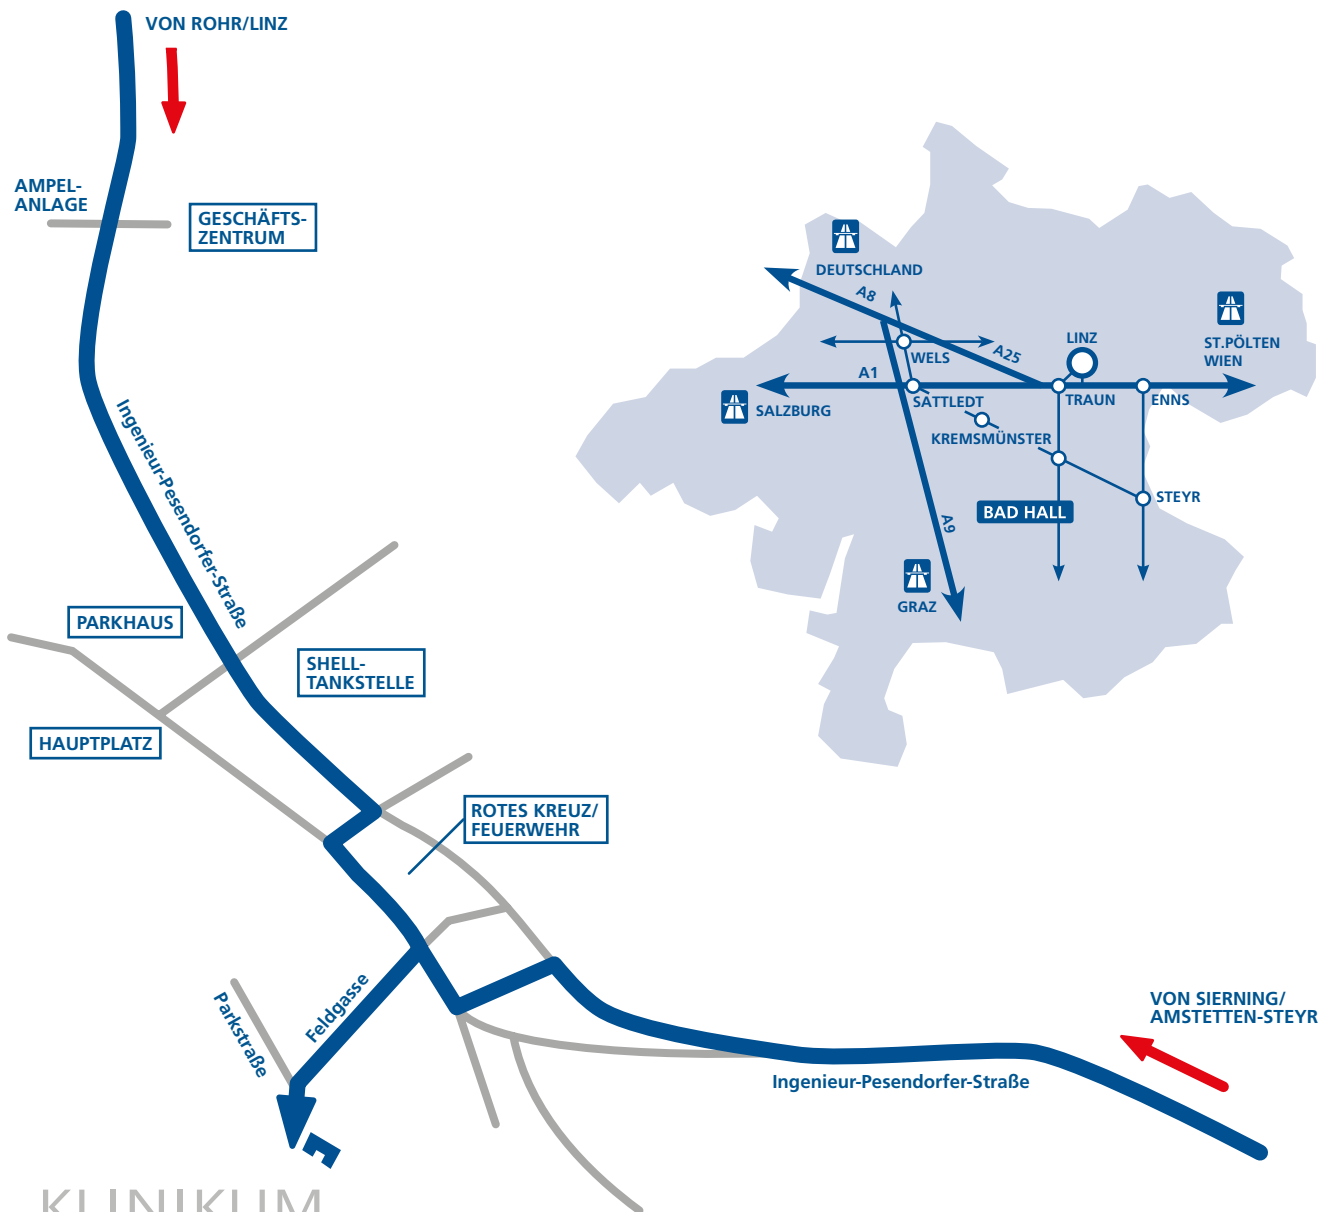 VON ROHR/LINZ
AMPEL-
ANLAGE
GESCHÄFTS-
ZENTRUM
Ingenieur-Pesendorfer-Straße
PARKHAUS
SHELL-
TANKSTELLE
HAUPTPLATZ
ROTES KREUZ/
FEUERWEHR
Feldgasse
Parkstraße
VON SIERNING/
AMSTETTEN-STEYR
Ingenieur-Pesendorfer-Straße
KLINIKUM
DEUTSCHLAND
A8
LINZ
ST.PÖLTEN
WIEN
A25
WELS
A1
SALZBURG
SATTLEDT
TRAUN
ENNS
KREMSMÜNSTER
STEYR
BAD HALL
A9
GRAZ